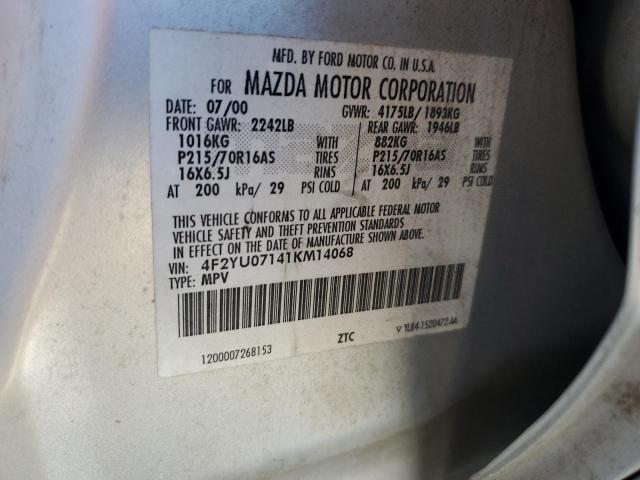 MFD. BY FORD MOTOR CO. IN U.S.A.
FOR MAZDA MOTOR CORPORATION
DATE: 07/00 GVWR: 4175LB/ 1893KG
FRONT GAWR: 2242LB REAR GAWR: 1946LB
1016KG WITH 882KG WITH
P215/70R16AS TIRES P215/70R16AS TIRES
16X6.5J RIMS 16X6.5J RIMS
AT 200 kPa/ 29 PSI COLD AT 200 kPa/ 29 PSI COLD
THIS VEHICLE CONFORMS TO ALL APPLICABLE FEDERAL MOTOR
VEHICLE SAFETY AND THEFT PREVENTION STANDARDS
IN EFFECT ON THE DATE OF MANUFACTURE SHOWN ABOVE.
VIN: 4F2YU07141KM14068
TYPE: MPV
1200007268153 ZTC YL84-1520472-AA